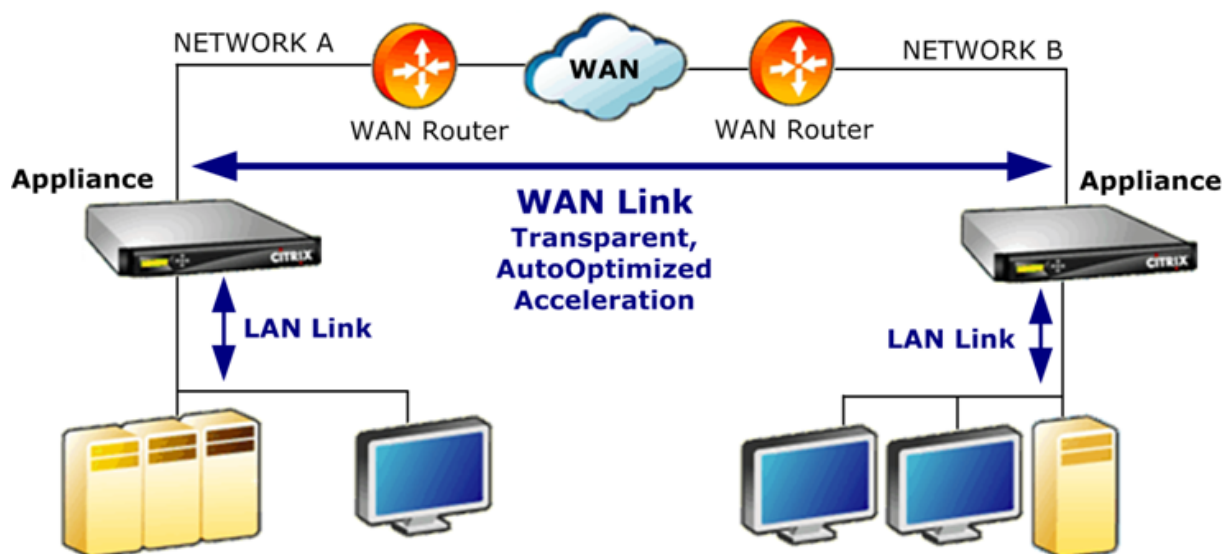 NETWORK A
WAN
NETWORK B
WAN Router
WAN Router
Appliance
Appliance
WAN Link
Transparent,
AutoOptimized
Acceleration
CITRIX
CITRIX
LAN Link
LAN Link